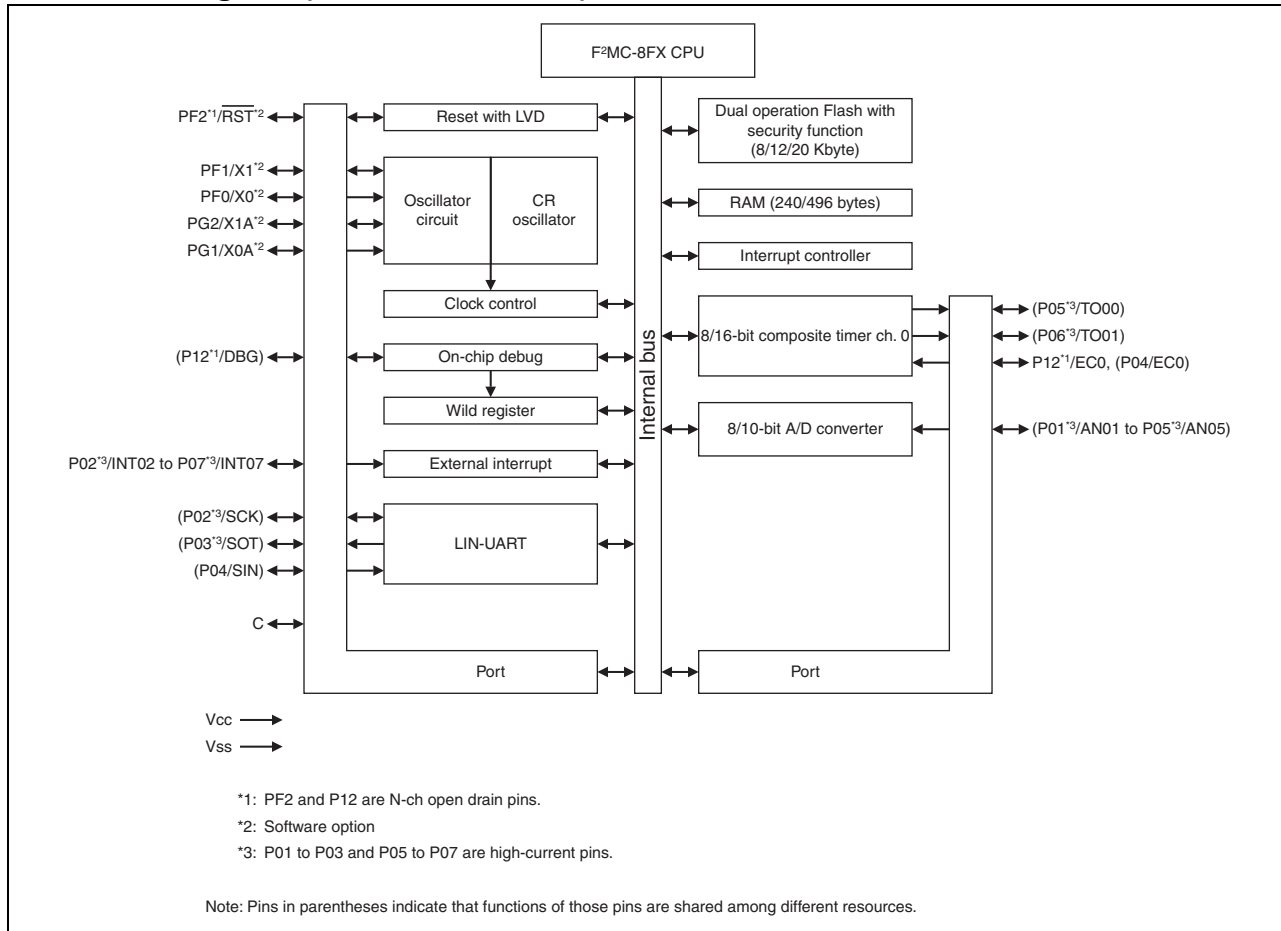 F²MC-8FX CPU
PF2*1/RST*2
Reset with LVD
Dual operation Flash with
security function
(8/12/20 Kbyte)
PF1/X1*2
PF0/X0*2
PG2/X1A*2
PG1/X0A*2
Oscillator
circuit
CR
oscillator
RAM (240/496 bytes)
Interrupt controller
Clock control
(P05*3/TO00)
(P06*3/TO01)
P12*1/EC0, (P04/EC0)
8/16-bit composite timer ch. 0
(P12*1/DBG)
On-chip debug
Internal bus
Wild register
8/10-bit A/D converter
(P01*3/AN01 to P05*3/AN05)
P02*3/INT02 to P07*3/INT07
External interrupt
(P02*3/SCK)
(P03*3/SOT)
(P04/SIN)
LIN-UART
C
Port
Port
Vcc
Vss
*1: PF2 and P12 are N-ch open drain pins.
*2: Software option
*3: P01 to P03 and P05 to P07 are high-current pins.
Note: Pins in parentheses indicate that functions of those pins are shared among different resources.